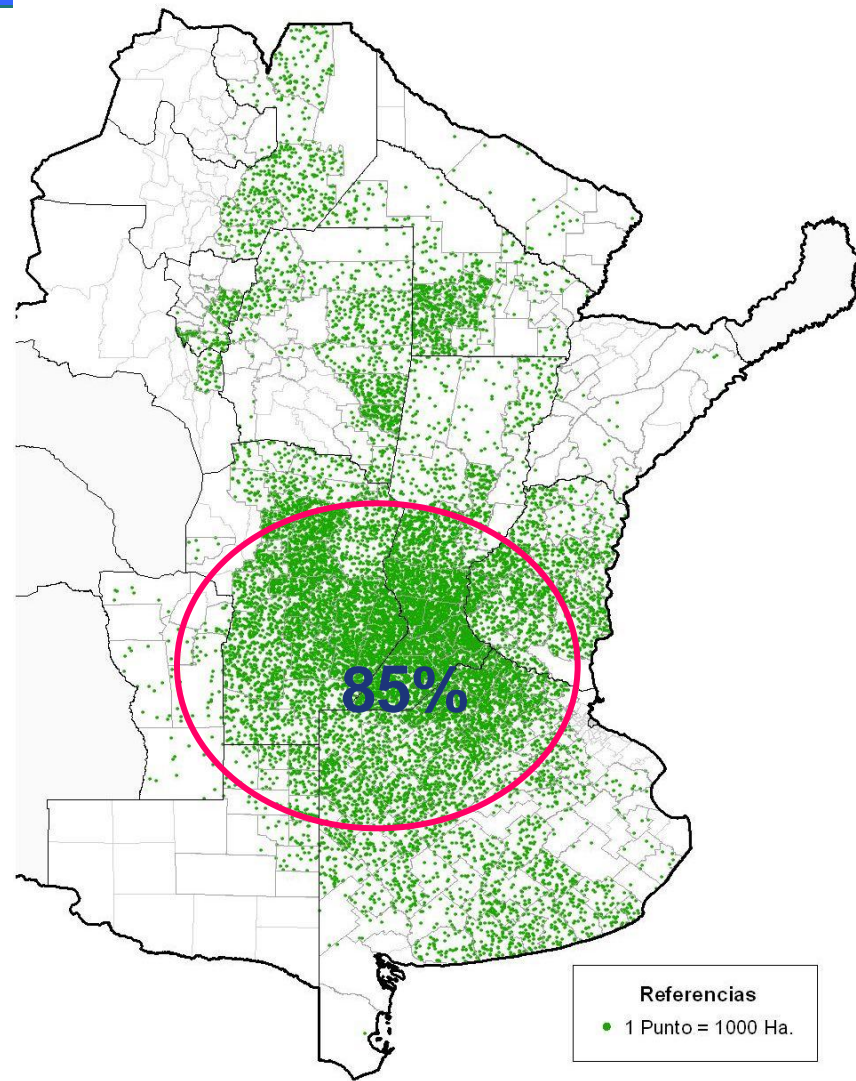 85%
Referencias
1 Punto = 1000 Ha.